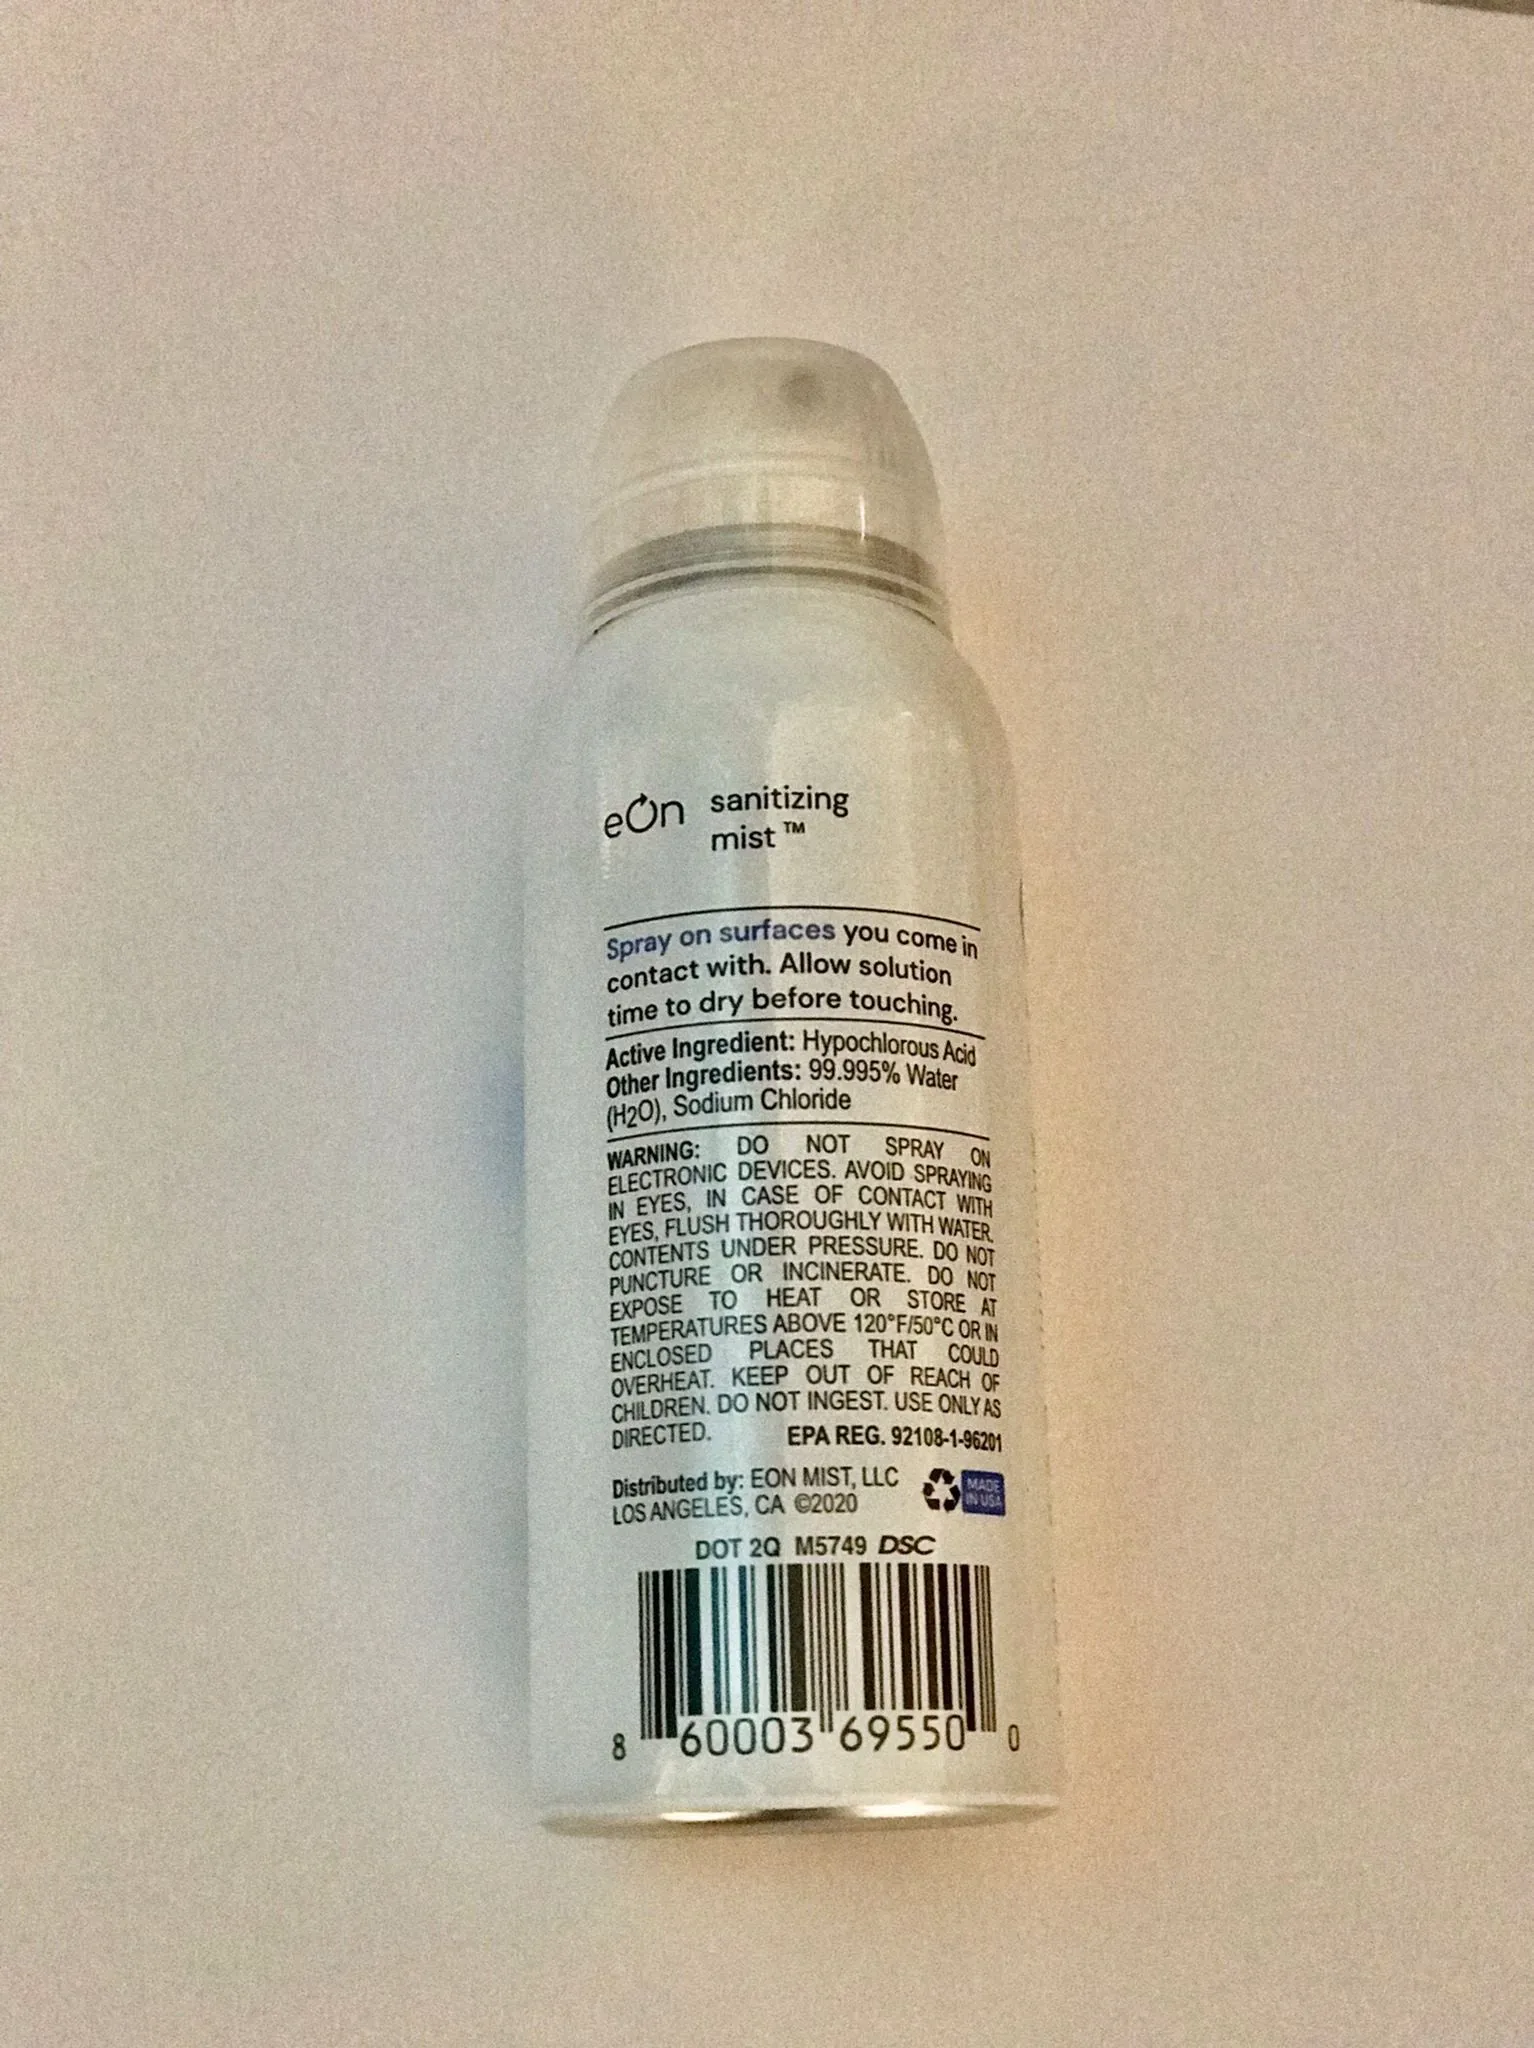 eOn sanitizing
mist™
Spray on surfaces you come in
contact with. Allow solution
time to dry before touching.
Active Ingredient: Hypochlorous Acid
Other Ingredients: 99.995% Water
(H2O), Sodium Chloride
WARNING: DO NOT SPRAY ON
ELECTRONIC DEVICES. AVOID SPRAYING
IN EYES, IN CASE OF CONTACT WITH
EYES, FLUSH THOROUGHLY WITH WATER.
CONTENTS UNDER PRESSURE. DO NOT
PUNCTURE OR INCINERATE. DO NOT
EXPOSE TO HEAT OR STORE AT
TEMPERATURES ABOVE 120°F/50°C OR IN
ENCLOSED PLACES THAT COULD
OVERHEAT. KEEP OUT OF REACH OF
CHILDREN. DO NOT INGEST. USE ONLY AS
DIRECTED. EPA REG. 92108-1-96201
Distributed by: EON MIST, LLC
LOS ANGELES, CA ©2020
MADE
IN USA
DOT 2Q M5749 DSC
8 60003 69550 0